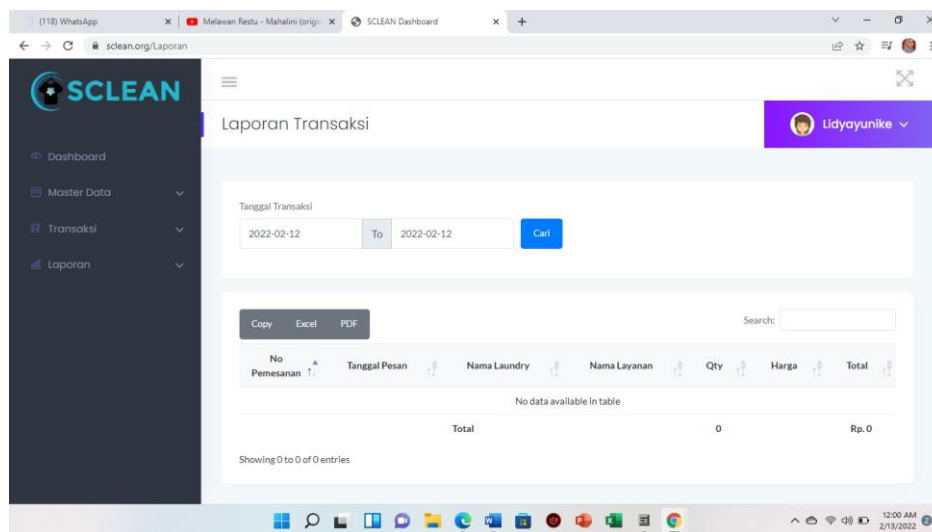 (118) WhatsApp
Melawan Restu - Mahalini (origin
SCLEAN Dashboard
sclean.org/Laporan
SCLEAN
Laporan Transaksi
Lidyayunike
Dashboard
Master Data
Transaksi
Laporan
Tanggal Transaksi
2022-02-12 To 2022-02-12 Cari
Copy Excel PDF
Search:
No Tanggal Pesan Nama Laundry Nama Layanan Qty Harga Total
Pemesanan
No data available in table
Total 0 Rp. 0
Showing 0 to 0 of 0 entries
12:00 AM
2/13/2022